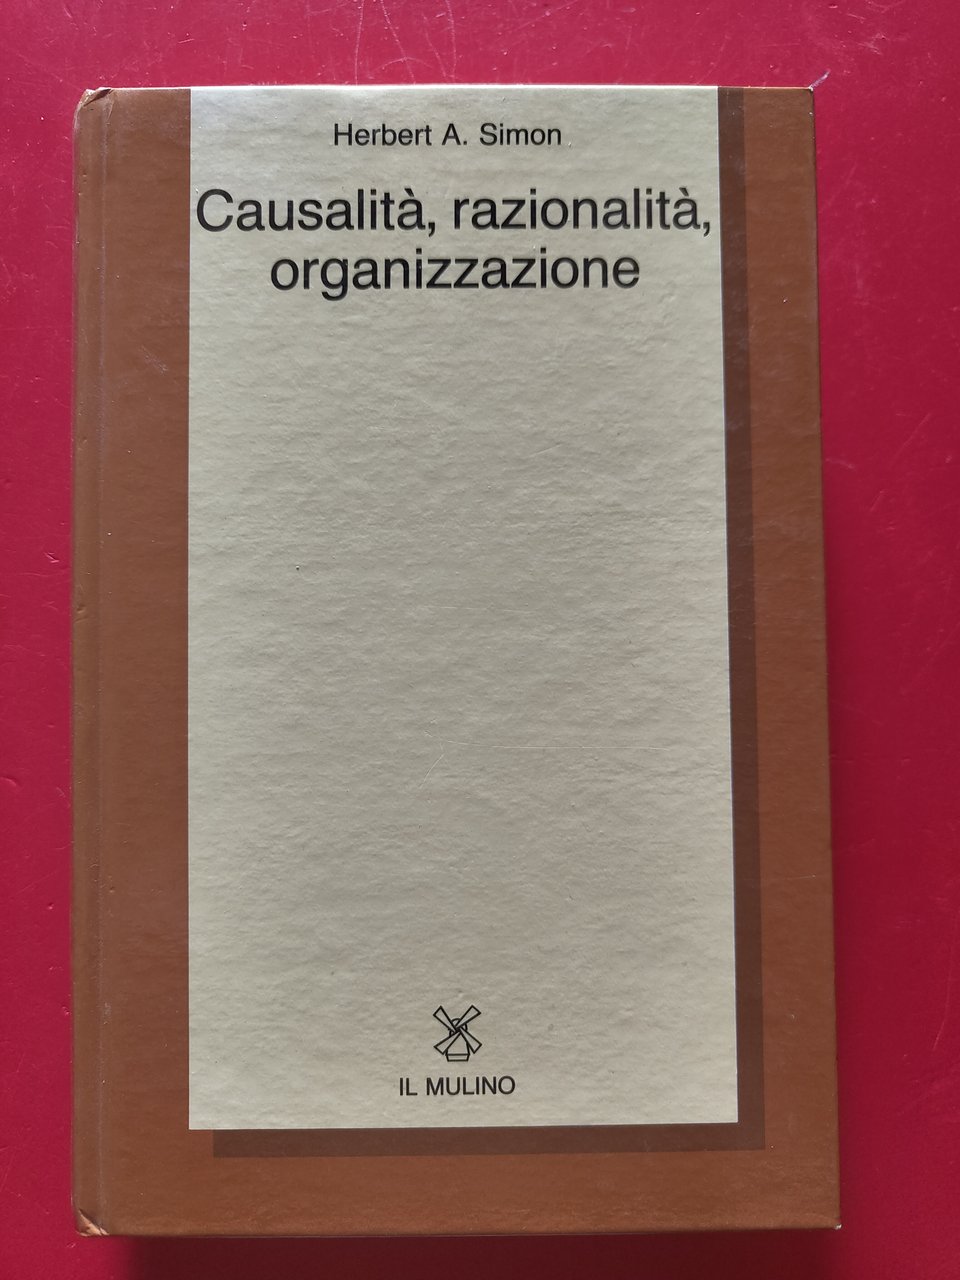 Herbert A. Simon
Causalità, razionalità,
organizzazione
IL MULINO